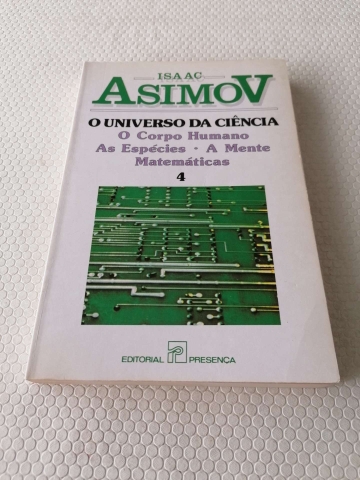 ISAAC
ASIMOV
O UNIVERSO DA CIÊNCIA
O Corpo Humano
As Espécies • A Mente
Matemáticas
4
EDITORIAL PRESENÇA